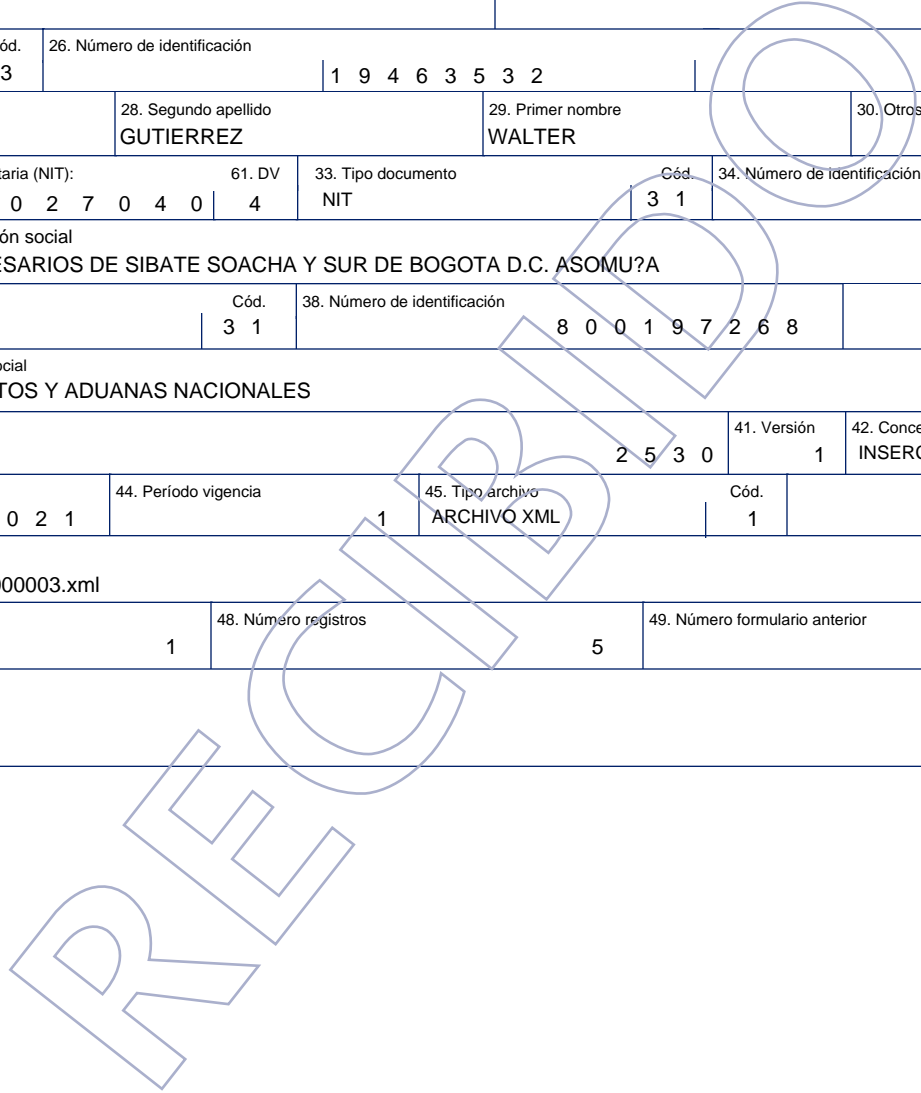 ód. 26. Número de identificación
3 1 9 4 6 3 5 3 2
28. Segundo apellido 29. Primer nombre 30. Otros
GUTIERREZ WALTER
taria (NIT): 61. DV 33. Tipo documento Cód. 34. Número de identificación
0 2 7 0 4 0 4 NIT 3 1
ón social
ESARIOS DE SIBATE SOACHA Y SUR DE BOGOTA D.C. ASOMU?A
Cód. 38. Número de identificación
3 1 8 0 0 1 9 7 2 6 8
ocial
TOS Y ADUANAS NACIONALES
41. Versión 42. Conce
2 5 3 0 1 INSERC
44. Período vigencia 45. Tipo archivo Cód.
0 2 1 1 ARCHIVO XML 1
000003.xml
48. Número registros 49. Número formulario anterior
1 5
RECIBIDO